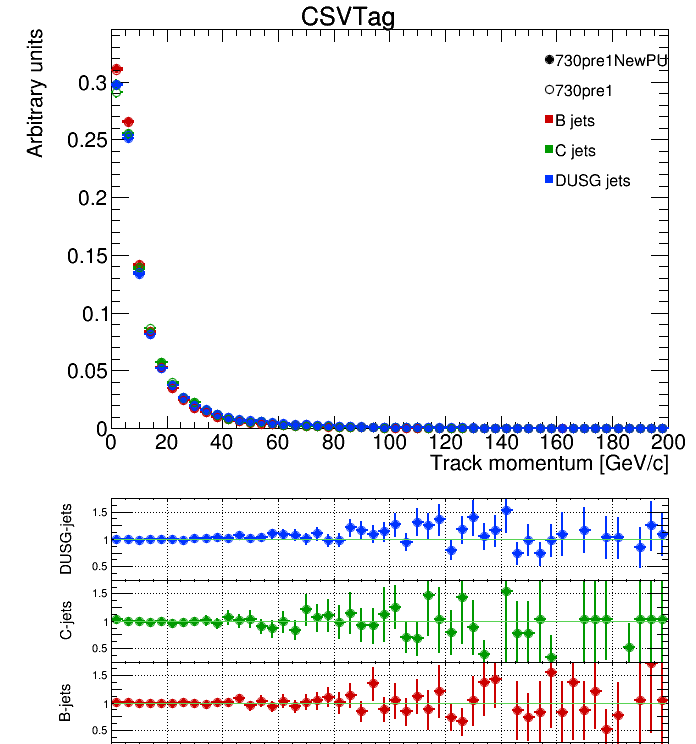 CSVTag
Arbitrary units
0.3
0.25
0.2
0.15
0.1
0.05
0
730pre1NewPU
730pre1
B jets
C jets
DUSG jets
0 20 40 60 80 100 120 140 160 180 200
Track momentum [GeV/c]
DUSG-jets
1.5
1
0.5
C-jets
1.5
1
0.5
B-jets
1.5
1
0.5